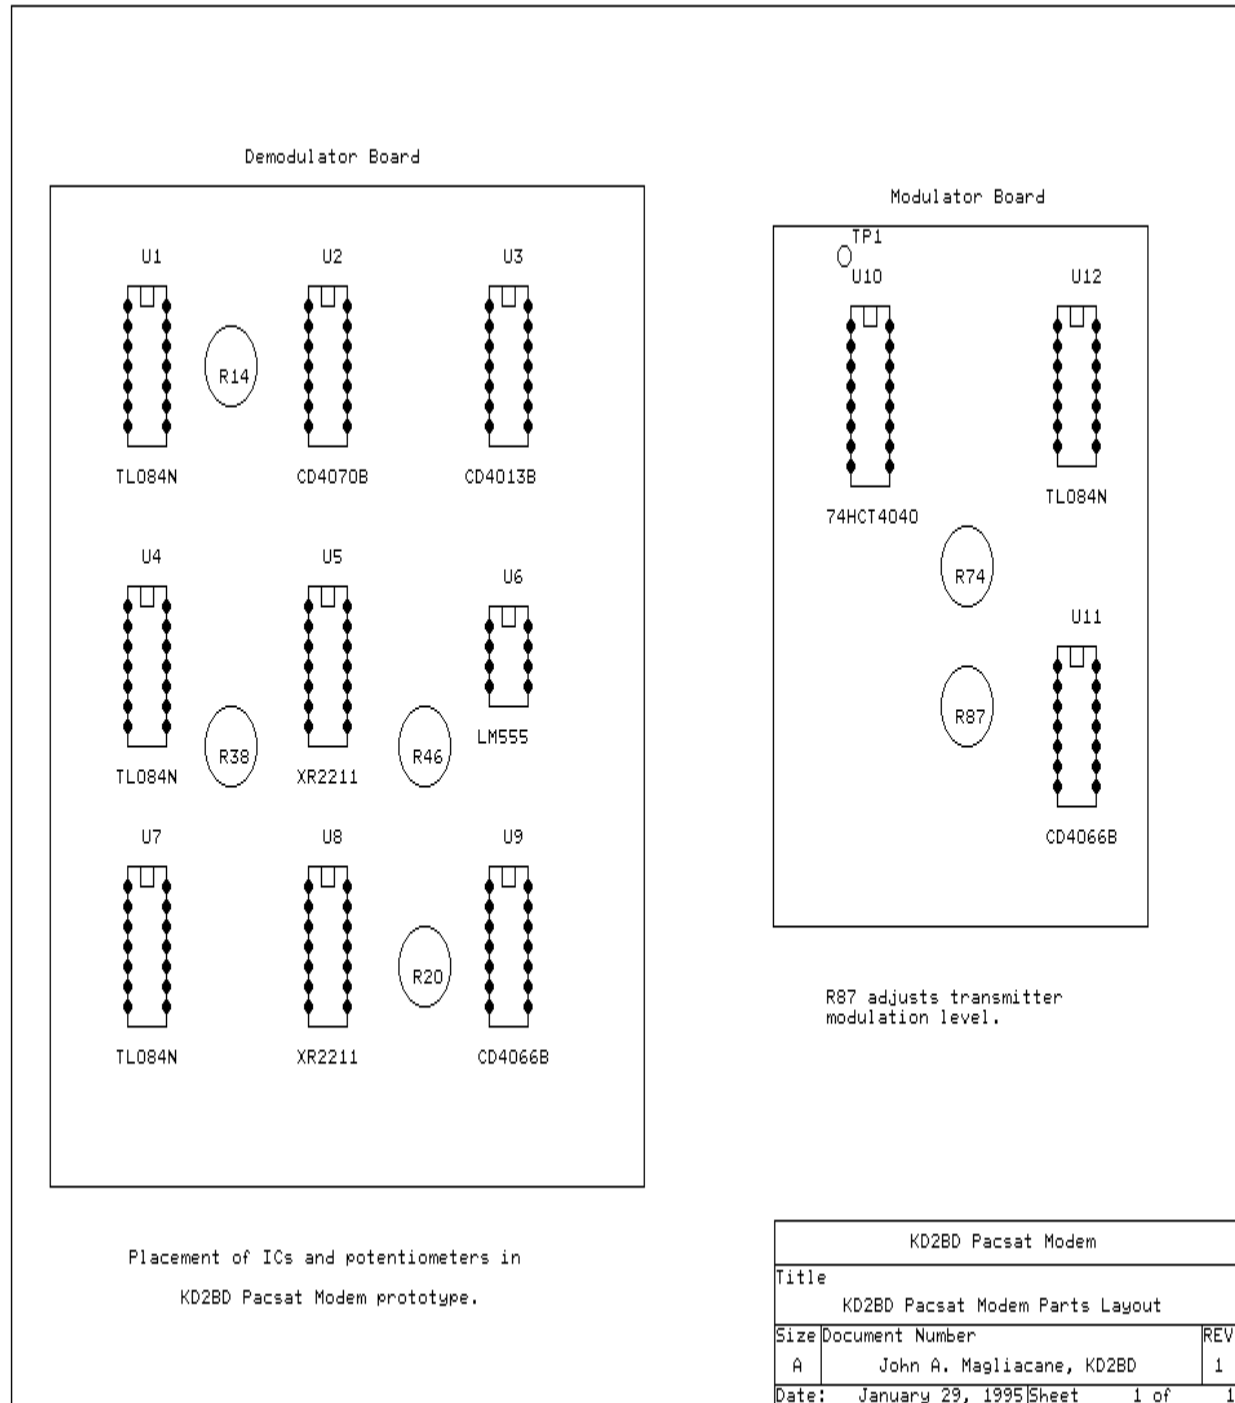 Demodulator Board
Modulator Board
TP1
U1 U2 U3
U10 U12
R14
TL084N CD4070B CD4013B
TL084N
74HCT4040
U4 U5 U6
R74
U11
R87
LM555
R38 R46
TL084N XR2211
U7 U8 U9
CD4066B
R20
R87 adjusts transmitter
modulation level.
TL084N XR2211 CD4066B
Placement of ICs and potentiometers in
KD2BD Pacsat Modem prototype.
KD2BD Pacsat Modem
Title
KD2BD Pacsat Modem Parts Layout
Size Document Number REV
A John A. Magliacane, KD2BD 1
Date: January 29, 1995 Sheet 1 of 1